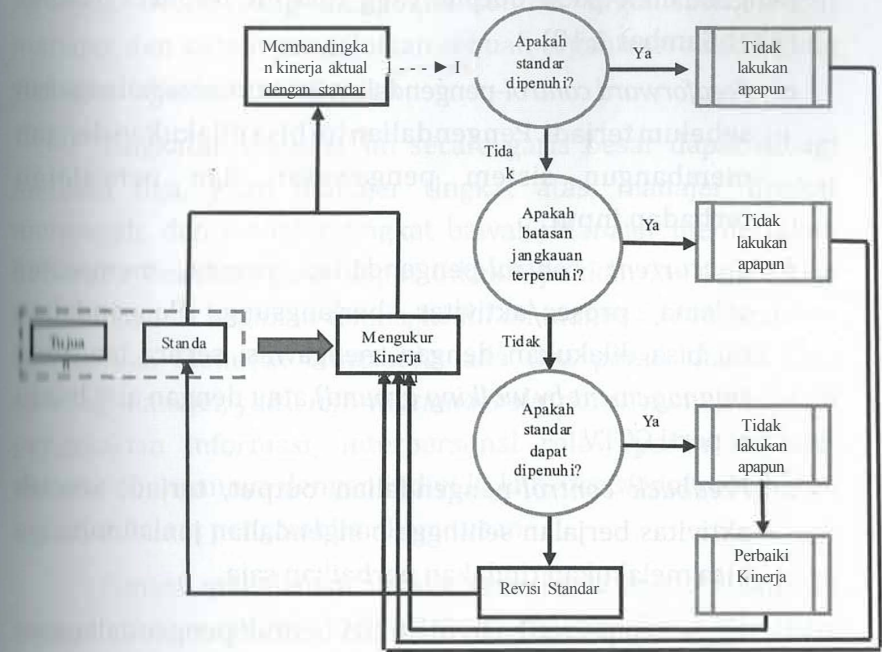 Membandingka
n kinerja aktual
dengan standar
I
Apakah
standar
dipenuhi?
Ya
Tidak
lakukan
apapun
Tida
k
Apakah
batasan
jangkauan
terpenuhi?
Ya
Tidak
lakukan
apapun
Tujua
n
Standa
Mengukur
kinerja
Tidak
Apakah
standar
dapat
dipenuhi?
Ya
Tidak
lakukan
apapun
Perbaiki
Kinerja
Revisi Standar